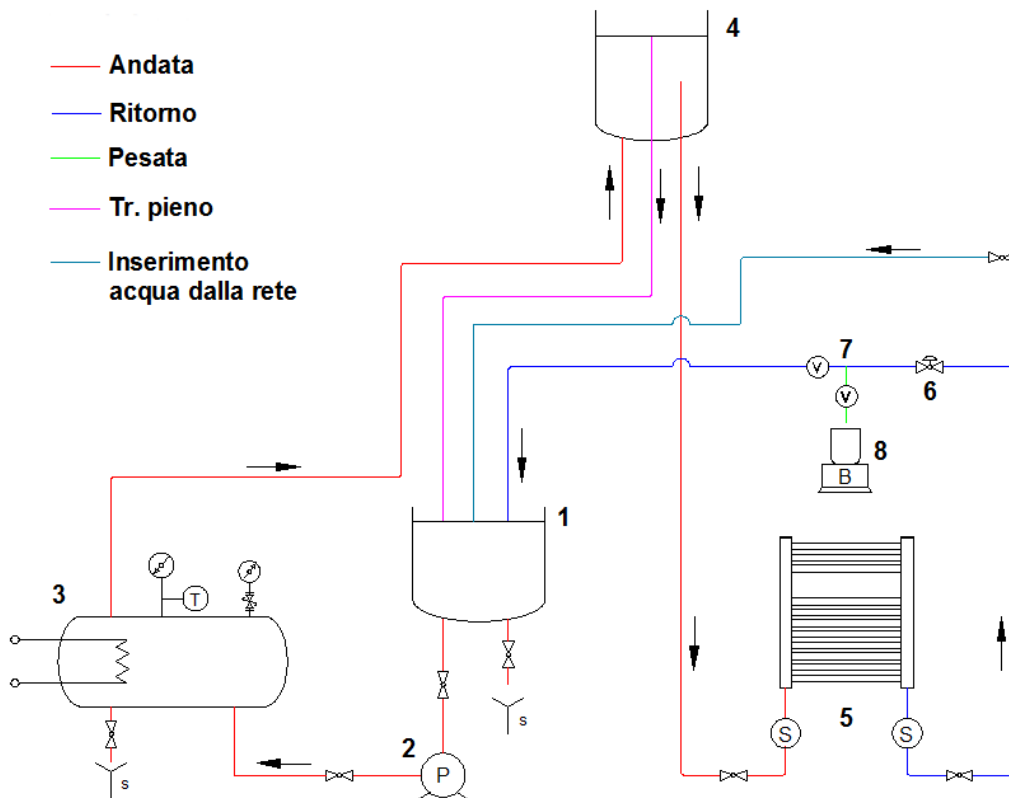 Andata
Ritorno
Pesata
Tr. pieno
Inserimento
acqua dalla rete
4
7
V
6
V
8
B
1
3
T
5
S
S
2
P
s
s